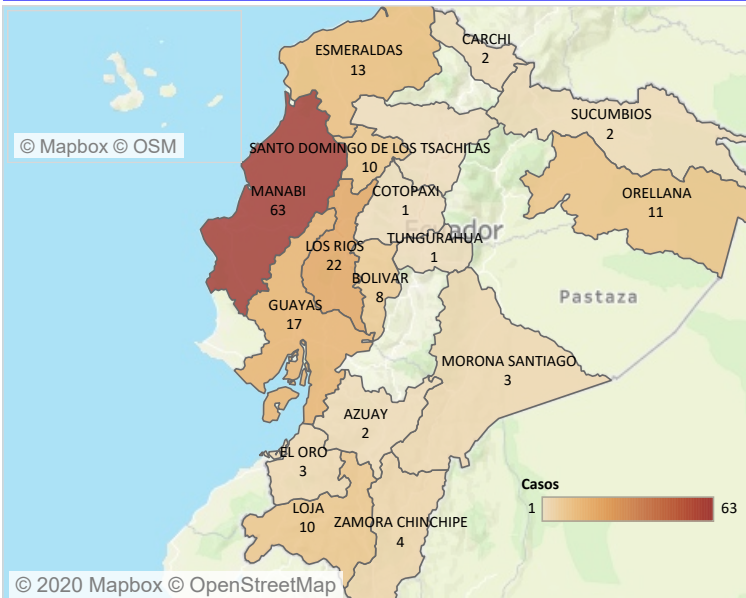 CARCHI
2
ESMERALDAS
13
SUCUMBIOS
2
© Mapbox © OSM
SANTO DOMINGO DE LOS TSACHILAS
10
MANABI
63
COTOPAXI
1
ORELLANA
11
Ecuador
TUNGURAHUA
1
LOS RIOS
22
BOLIVAR
8
GUAYAS
17
Pastaza
MORONA SANTIAGO
3
AZUAY
2
EL ORO
3
Casos
1 63
LOJA
10
ZAMORA CHINCHIPE
4
© 2020 Mapbox © OpenStreetMap